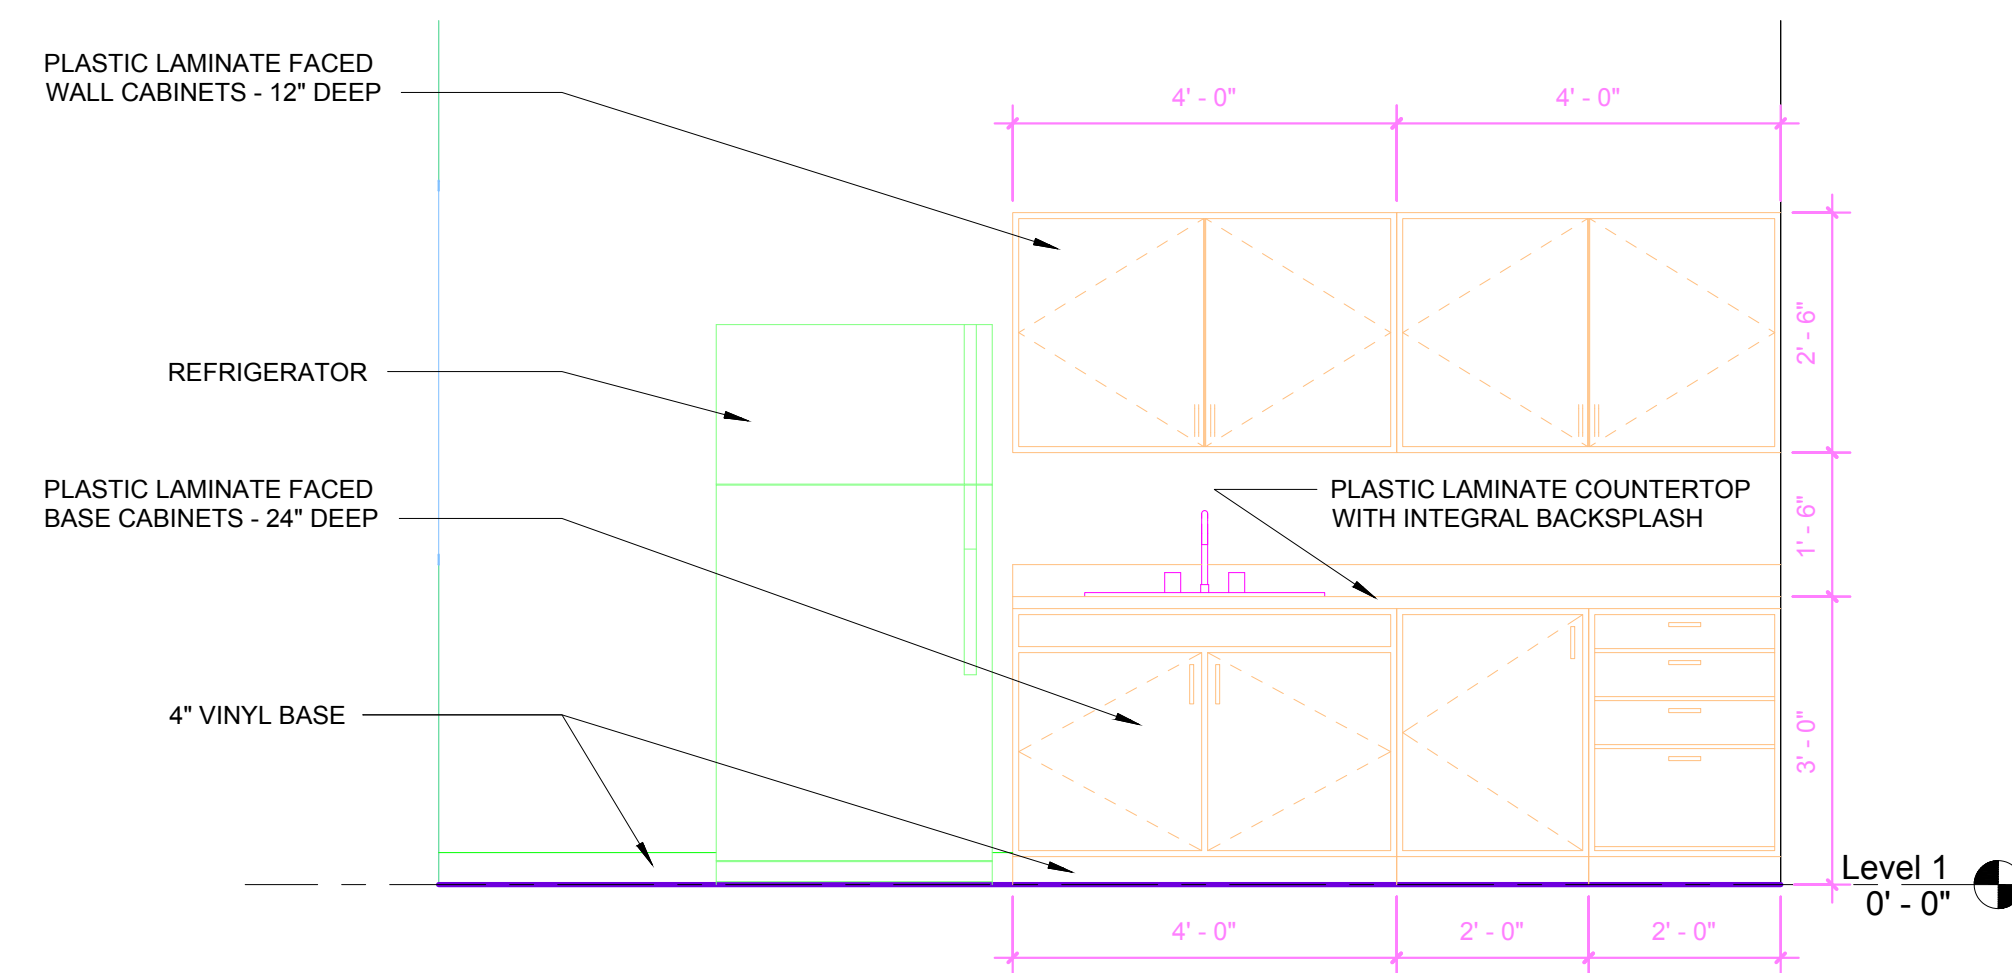 PLASTIC LAMINATE FACED
WALL CABINETS - 12" DEEP
4' - 0"
4' - 0"
2' - 6"
REFRIGERATOR
PLASTIC LAMINATE FACED
BASE CABINETS - 24" DEEP
PLASTIC LAMINATE COUNTERTOP
WITH INTEGRAL BACKSPLASH
1' - 6"
4" VINYL BASE
3' - 0"
Level 1
0' - 0"
4' - 0"
2' - 0"
2' - 0"